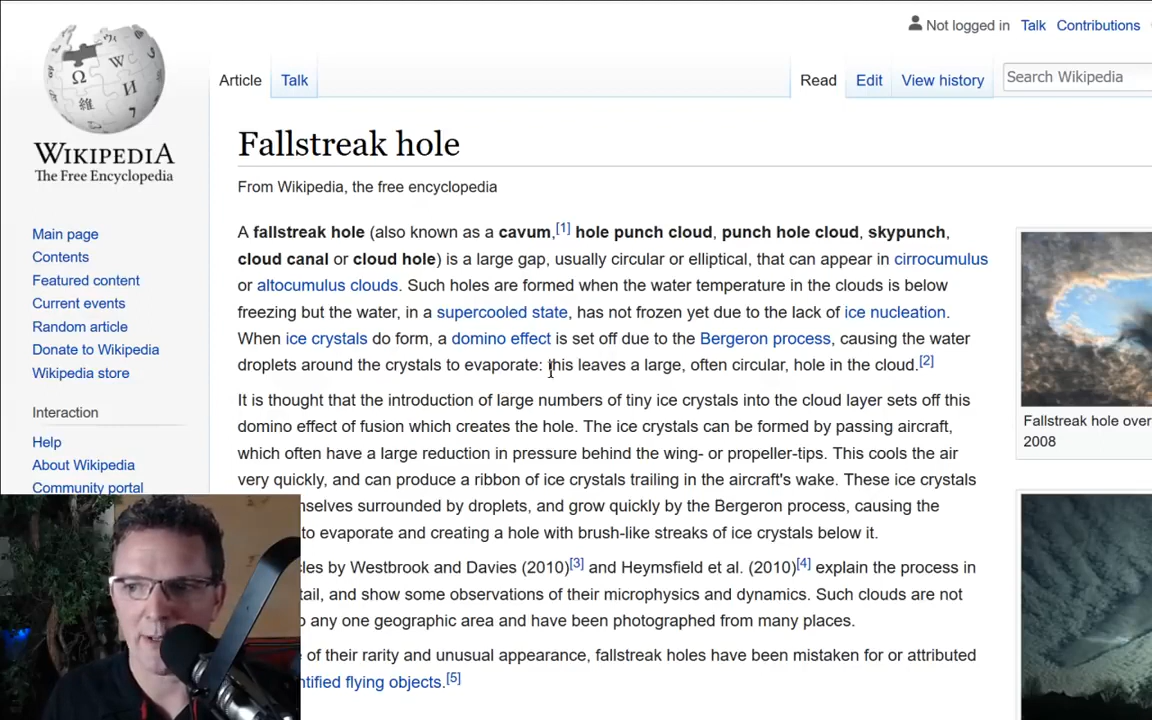 Not logged in Talk Contributions
Article Talk Read Edit View history Search Wikipedia
WIKIPEDIA
The Free Encyclopedia
Main page
Contents
Featured content
Current events
Random article
Donate to Wikipedia
Wikipedia store
Interaction
Help
About Wikipedia
Community portal
Fallstreak hole
From Wikipedia, the free encyclopedia
A fallstreak hole (also known as a cavum,[1] hole punch cloud, punch hole cloud, skypunch,
cloud canal or cloud hole) is a large gap, usually circular or elliptical, that can appear in cirrocumulus
or altocumulus clouds. Such holes are formed when the water temperature in the clouds is below
freezing but the water, in a supercooled state, has not frozen yet due to the lack of ice nucleation.
When ice crystals do form, a domino effect is set off due to the Bergeron process, causing the water
droplets around the crystals to evaporate: this leaves a large, often circular, hole in the cloud.[2]
It is thought that the introduction of large numbers of tiny ice crystals into the cloud layer sets off this
domino effect of fusion which creates the hole. The ice crystals can be formed by passing aircraft,
which often have a large reduction in pressure behind the wing- or propeller-tips. This cools the air
very quickly, and can produce a ribbon of ice crystals trailing in the aircraft's wake. These ice crystals
mselves surrounded by droplets, and grow quickly by the Bergeron process, causing the
to evaporate and creating a hole with brush-like streaks of ice crystals below it.
cles by Westbrook and Davies (2010)[3] and Heymsfield et al. (2010)[4] explain the process in
tail, and show some observations of their microphysics and dynamics. Such clouds are not
o any one geographic area and have been photographed from many places.
of their rarity and unusual appearance, fallstreak holes have been mistaken for or attributed
ntified flying objects.[5]
Fallstreak hole over
2008